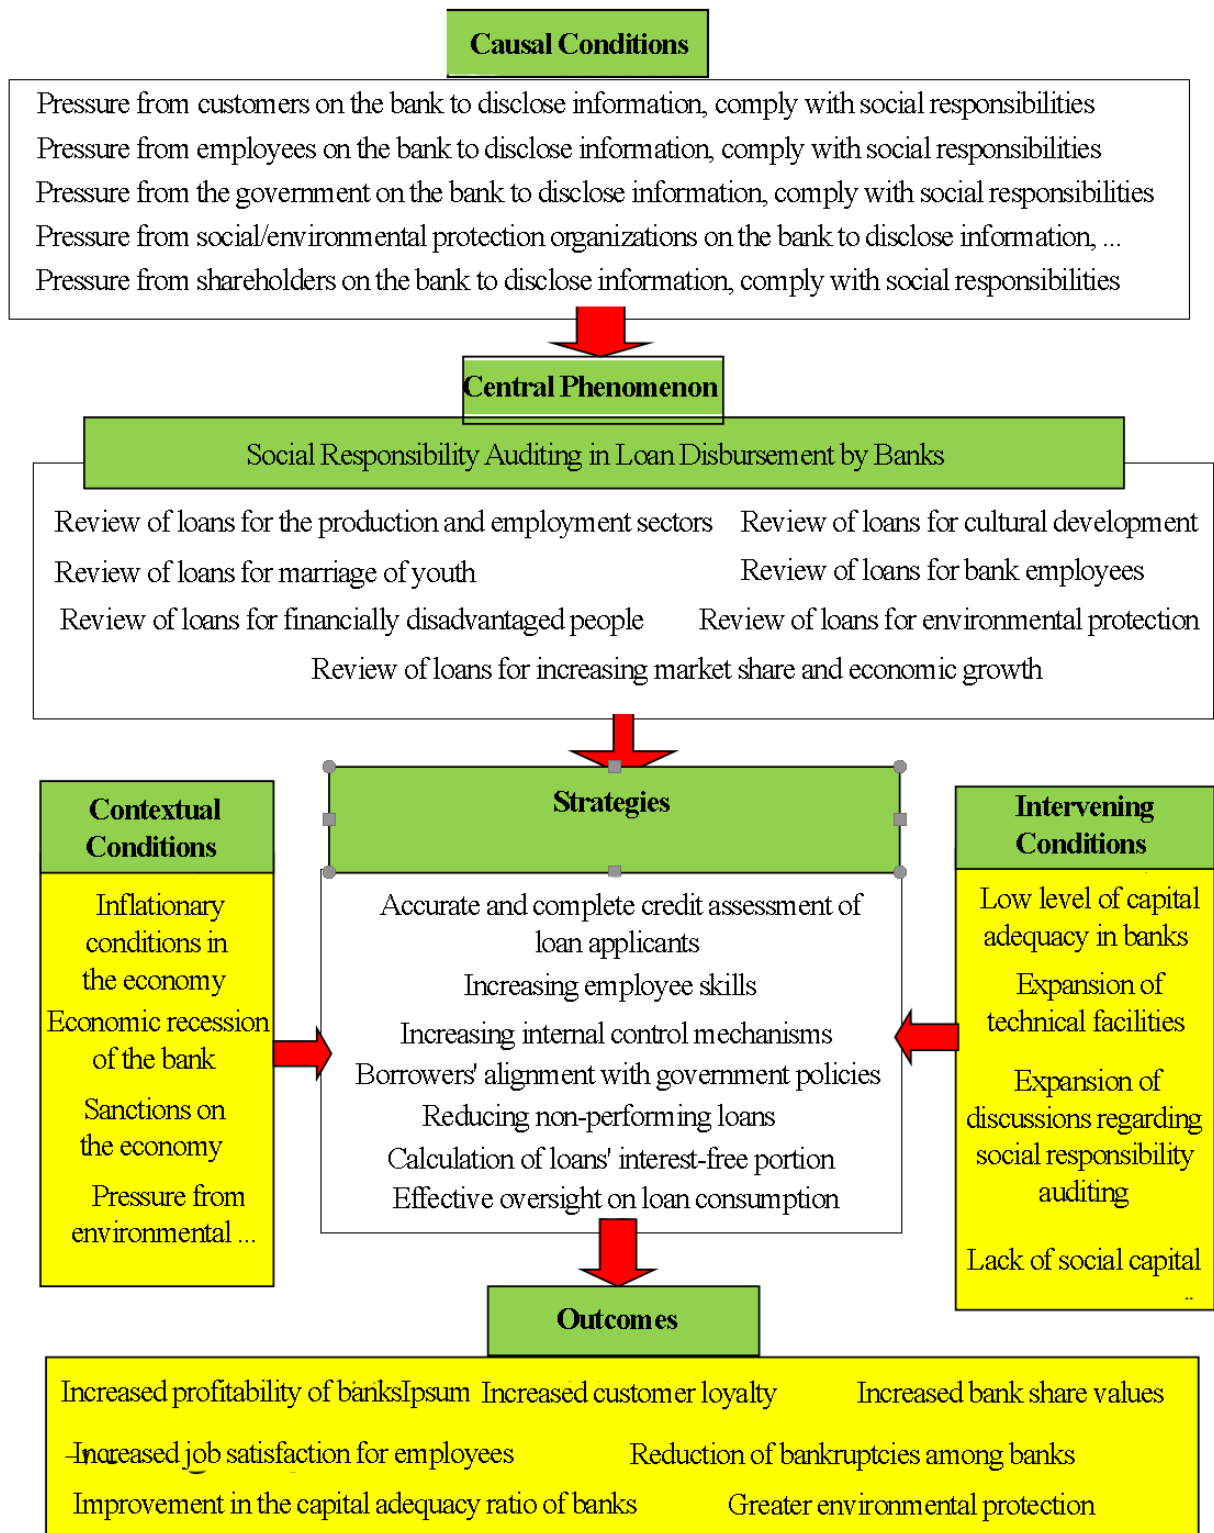 Causal Conditions
Pressure from customers on the bank to disclose information, comply with social responsibilities
Pressure from employees on the bank to disclose information, comply with social responsibilities
Pressure from the government on the bank to disclose information, comply with social responsibilities
Pressure from social/environmental protection organizations on the bank to disclose information, ...
Pressure from shareholders on the bank to disclose information, comply with social responsibilities
Central Phenomenon
Social Responsibility Auditing in Loan Disbursement by Banks
Review of loans for the production and employment sectors
Review of loans for cultural development
Review of loans for marriage of youth
Review of loans for bank employees
Review of loans for financially disadvantaged people
Review of loans for environmental protection
Review of loans for increasing market share and economic growth
Contextual
Conditions
Inflationary
conditions in
the economy
Economic recession
of the bank
Sanctions on
the economy
Pressure from
environmental ...
Strategies
Accurate and complete credit assessment of
loan applicants
Increasing employee skills
Increasing internal control mechanisms
Borrowers' alignment with government policies
Reducing non-performing loans
Calculation of loans' interest-free portion
Effective oversight on loan consumption
Intervening
Conditions
Low level of capital
adequacy in banks
Expansion of
technical facilities
Expansion of
discussions regarding
social responsibility
auditing
Lack of social capital
Outcomes
Increased profitability of banksIpsum
Increased customer loyalty
Increased bank share values
Increased job satisfaction for employees
Reduction of bankruptcies among banks
Improvement in the capital adequacy ratio of banks
Greater environmental protection